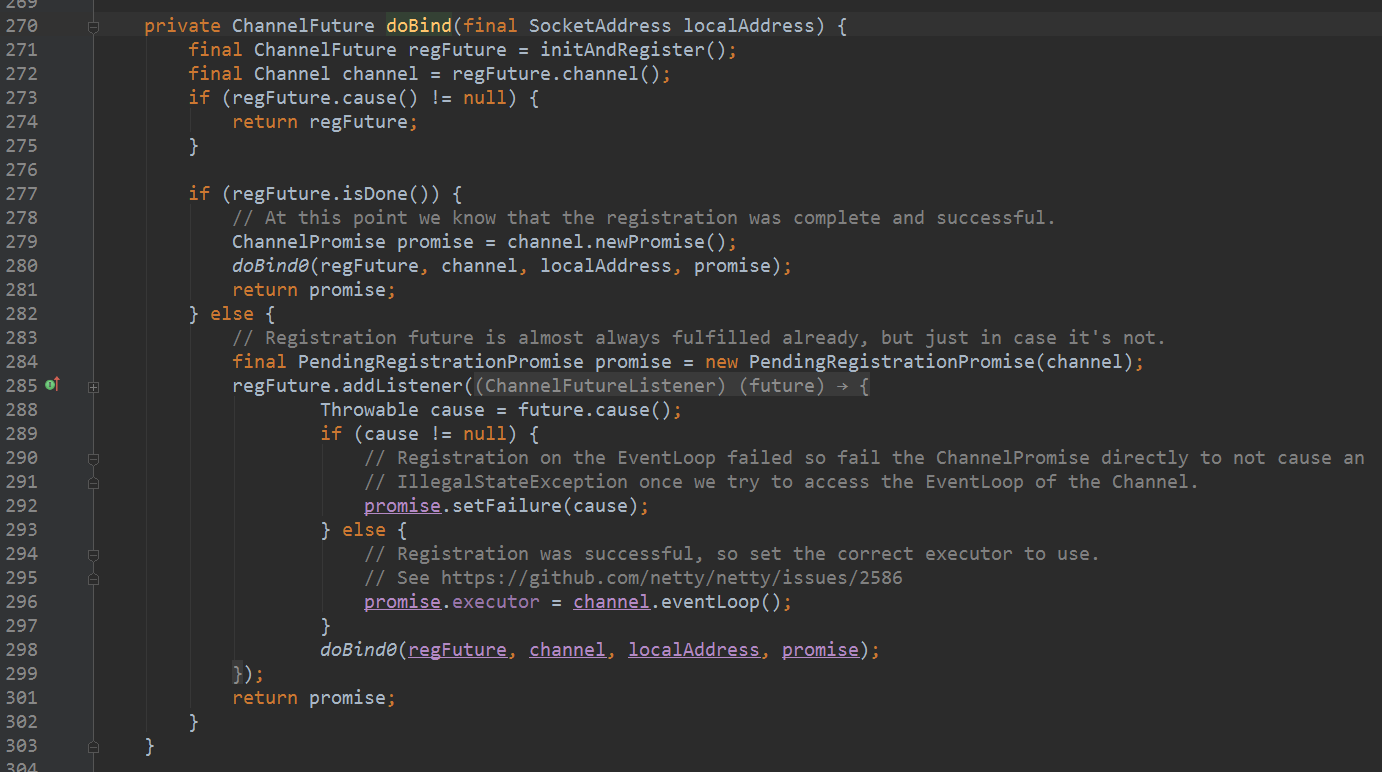 269
270 private ChannelFuture doBind(final SocketAddress localAddress) {
271 final ChannelFuture regFuture = initAndRegister();
272 final Channel channel = regFuture.channel();
273 if (regFuture.cause() != null) {
274 return regFuture;
275 }
276
277 if (regFuture.isDone()) {
278 // At this point we know that the registration was complete and successful.
279 ChannelPromise promise = channel.newPromise();
280 doBind0(regFuture, channel, localAddress, promise);
281 return promise;
282 } else {
283 // Registration future is almost always fulfilled already, but just in case it's not.
284 final PendingRegistrationPromise promise = new PendingRegistrationPromise(channel);
285 regFuture.addListener((ChannelFutureListener) (future) → {
288 Throwable cause = future.cause();
289 if (cause != null) {
290 // Registration on the EventLoop failed so fail the ChannelPromise directly to not cause an
291 // IllegalStateException once we try to access the EventLoop of the Channel.
292 promise.setFailure(cause);
293 } else {
294 // Registration was successful, so set the correct executor to use.
295 // See https://github.com/netty/netty/issues/2586
296 promise.executor = channel.eventLoop();
297 }
298 doBind0(regFuture, channel, localAddress, promise);
299 });
301 return promise;
302 }
303 }
304